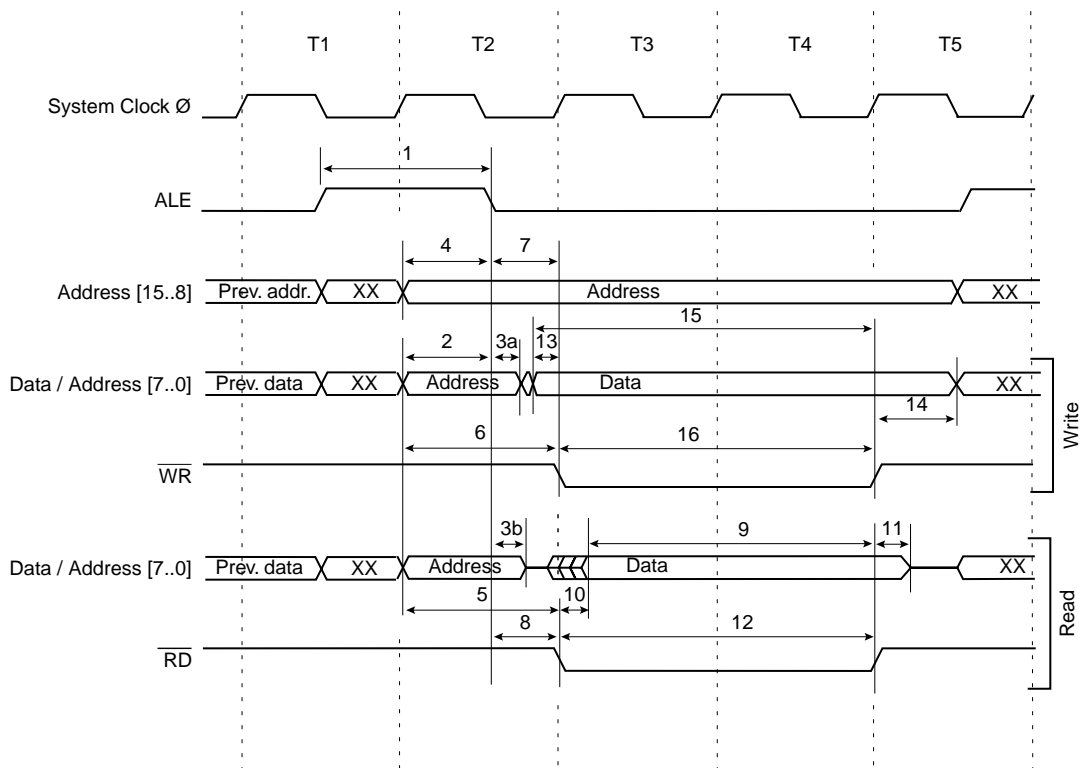 T1 T2 T3 T4 T5
System Clock Ø
1
ALE
4 7
Address [15..8] Prev. addr. XX Address XX
15
2 3a 13
Data / Address [7..0] Prev. data XX Address Data XX
14
6 16
WR
Write
3b 9 11
Data / Address [7..0] Prev. data XX Address Data XX
5 10
8 12
RD
Read